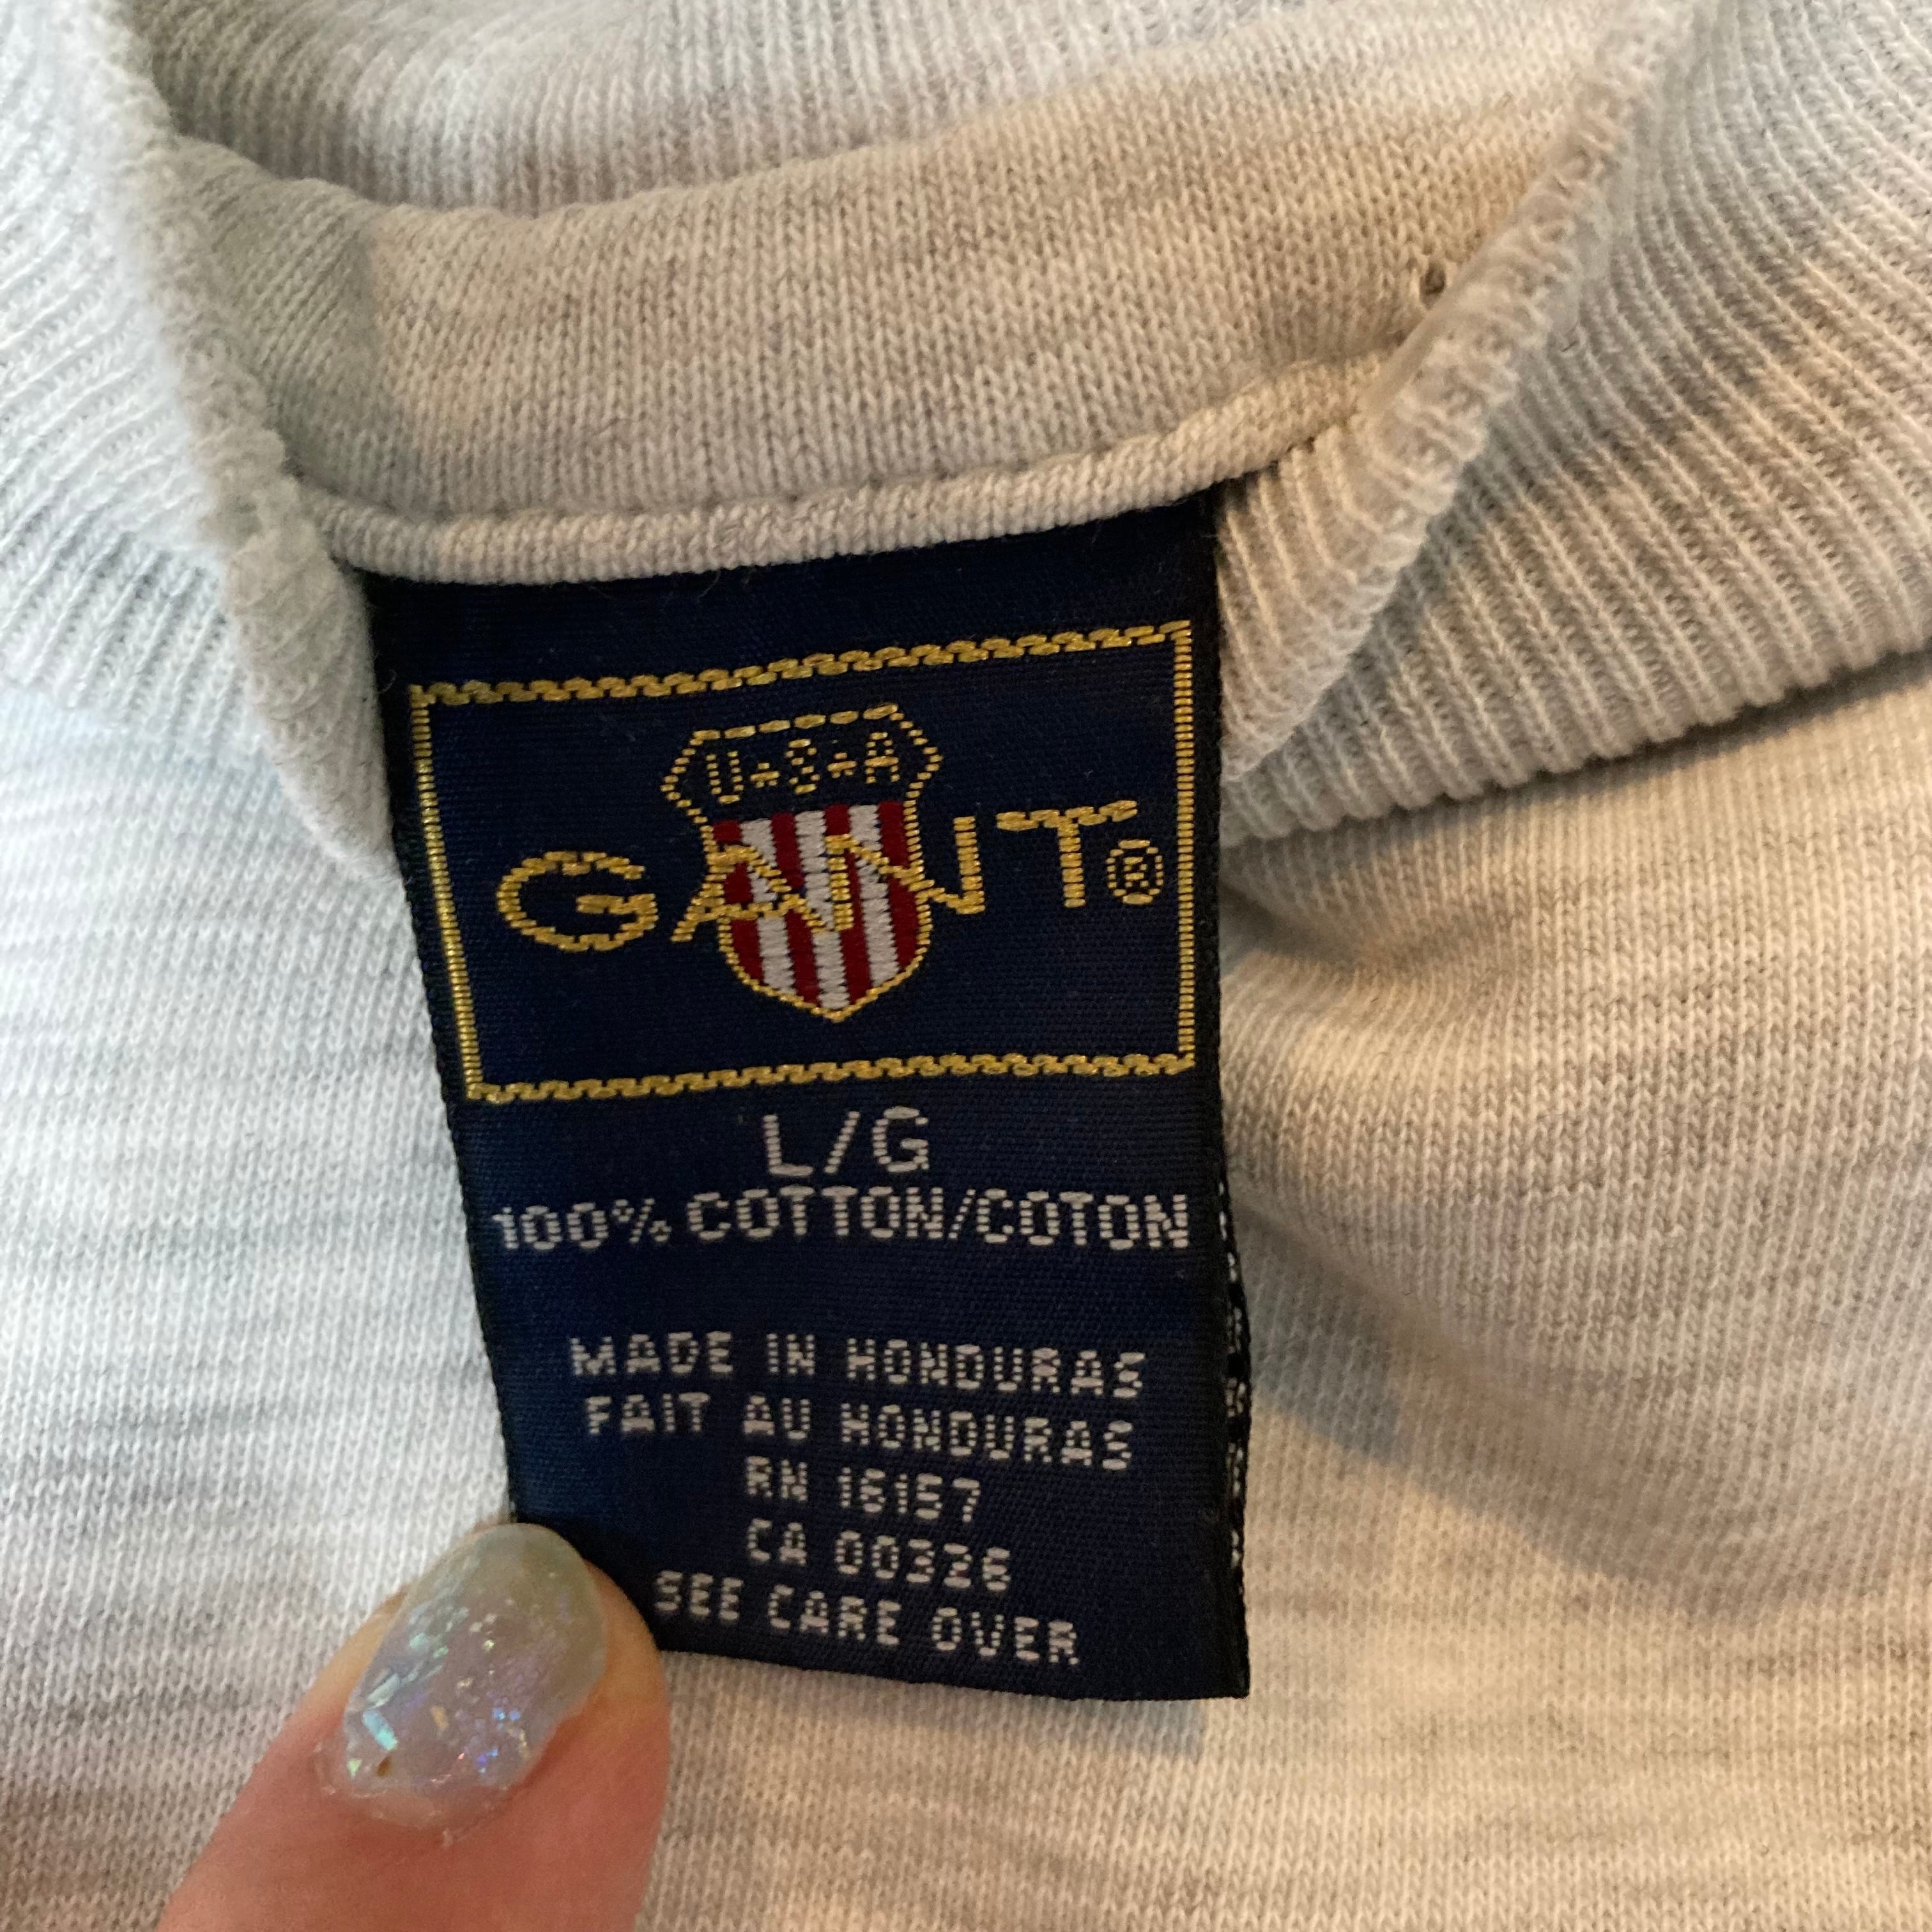 U★S★A
GANT®
L/G
100% COTTON/COTON
MADE IN HONDURAS
FAIT AU HONDURAS
RN 16157
CA 00326
SEE CARE OVER